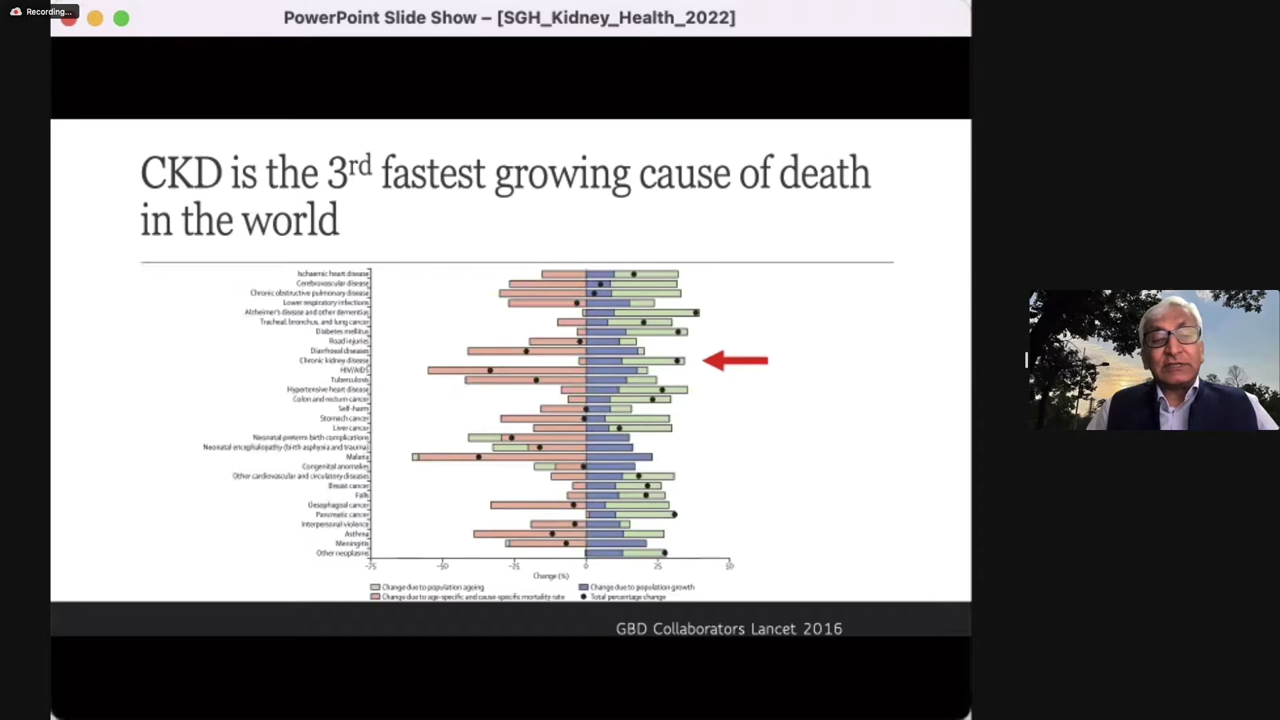 Recording...
PowerPoint Slide Show – [SGH_Kidney_Health_2022]
CKD is the 3rd fastest growing cause of death
in the world
Ischaemic heart disease
Cerebrovascular disease
Chronic obstructive pulmonary disease
Lower respiratory infections
Alzheimer's disease and other dementias
Tracheal, bronchus, and lung cancer
Diabetes mellitus
Road injuries
Diarrhoeal diseases
Chronic kidney disease
HIV/AIDS
Tuberculosis
Hypertensive heart disease
Colon and rectum cancer
Self-harm
Stomach cancer
Liver cancer
Neonatal preterm birth complications
Neonatal encephalopathy (birth asphyxia and trauma)
Malaria
Congenital anomalies
Other cardiovascular and circulatory diseases
Breast cancer
Falls
Oesophageal cancer
Pancreatic cancer
Interpersonal violence
Asthma
Meningitis
Other neoplasms
-75 -50 -25 0 25 50
Change (%)
Change due to population ageing Change due to population growth
Change due to age-specific and cause-specific mortality rate Total percentage change
GBD Collaborators Lancet 2016